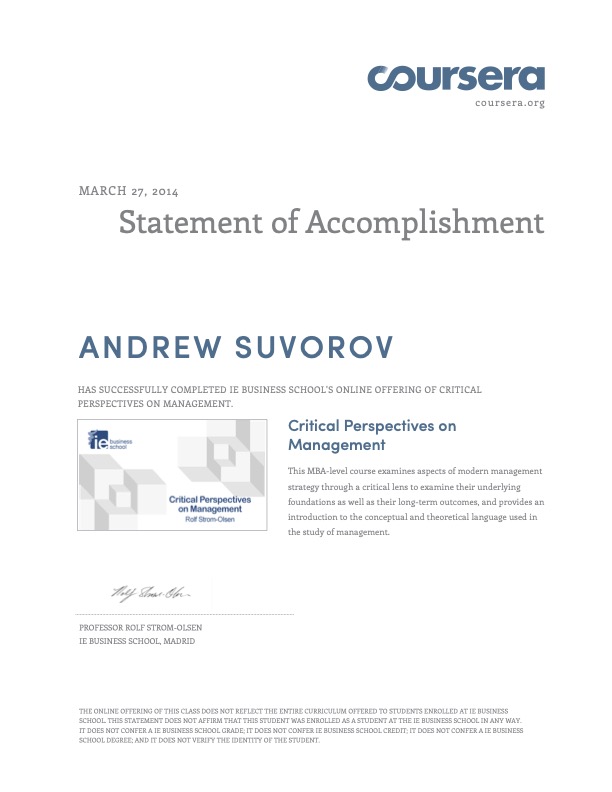 coursera
coursera.org
MARCH 27, 2014
Statement of Accomplishment
ANDREW SUVOROV
HAS SUCCESSFULLY COMPLETED IE BUSINESS SCHOOL'S ONLINE OFFERING OF CRITICAL
PERSPECTIVES ON MANAGEMENT.
ie business
school
Critical Perspectives
on Management
Rolf Strom-Olsen
Critical Perspectives on
Management
This MBA-level course examines aspects of modern management
strategy through a critical lens to examine their underlying
foundations as well as their long-term outcomes, and provides an
introduction to the conceptual and theoretical language used in
the study of management.
Rolf Strom-Olsen
PROFESSOR ROLF STROM-OLSEN
IE BUSINESS SCHOOL, MADRID
THE ONLINE OFFERING OF THIS CLASS DOES NOT REFLECT THE ENTIRE CURRICULUM OFFERED TO STUDENTS ENROLLED AT IE BUSINESS
SCHOOL. THIS STATEMENT DOES NOT AFFIRM THAT THIS STUDENT WAS ENROLLED AS A STUDENT AT THE IE BUSINESS SCHOOL IN ANY WAY.
IT DOES NOT CONFER A IE BUSINESS SCHOOL GRADE; IT DOES NOT CONFER IE BUSINESS SCHOOL CREDIT; IT DOES NOT CONFER A IE BUSINESS
SCHOOL DEGREE; AND IT DOES NOT VERIFY THE IDENTITY OF THE STUDENT.